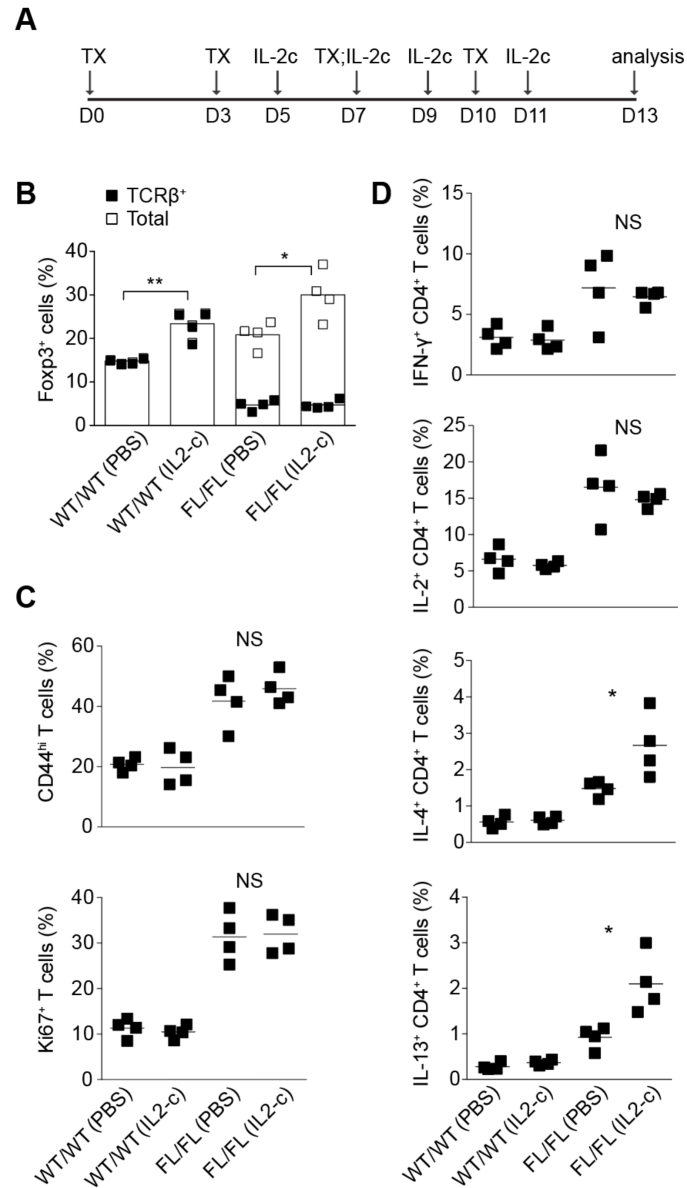 A
TX TX IL-2c TX;IL-2c IL-2c TX IL-2c analysis
D0 D3 D5 D7 D9 D10 D11 D13
B
TCRβ⁺
Total
Foxp3⁺ cells (%)
40
30
20
10
0
**
*
WT/WT (PBS)
WT/WT (IL2-c)
FL/FL (PBS)
FL/FL (IL2-c)
C
CD44ʰⁱ T cells (%)
60
40
20
0
NS
Ki67⁺ T cells (%)
40
30
20
10
0
NS
WT/WT (PBS)
WT/WT (IL2-c)
FL/FL (PBS)
FL/FL (IL2-c)
D
IFN-γ⁺ CD4⁺ T cells (%)
15
10
5
0
NS
IL-2⁺ CD4⁺ T cells (%)
25
20
15
10
5
0
NS
IL-4⁺ CD4⁺ T cells (%)
5
4
3
2
1
0
*
IL-13⁺ CD4⁺ T cells (%)
4
3
2
1
0
*
WT/WT (PBS)
WT/WT (IL2-c)
FL/FL (PBS)
FL/FL (IL2-c)